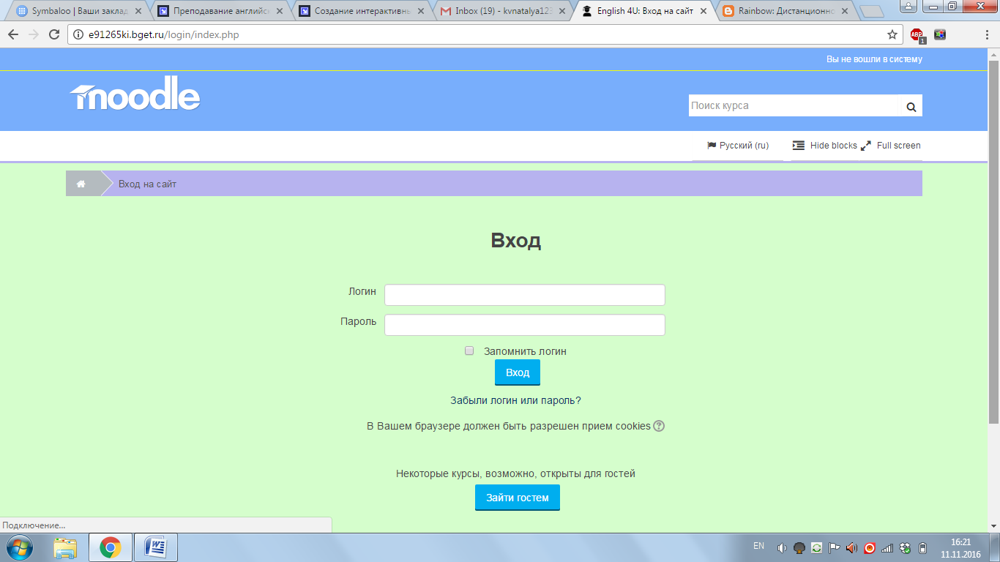 Symbaloo | Ваши заклад
Преподавание английск
Создание интерактивны
Inbox (19) - kvnatalya123
English 4U: Вход на сайт
Rainbow: Дистанционно
e91265ki.bget.ru/login/index.php
ABP
1
Вы не вошли в систему
moodle
Поиск курса
Русский (ru)
Hide blocks
Full screen
Вход на сайт
Вход
Логин
Пароль
Запомнить логин
Вход
Забыли логин или пароль?
В Вашем браузере должен быть разрешен прием cookies
Некоторые курсы, возможно, открыты для гостей
Зайти гостем
Подключение...
EN
16:21
11.11.2016